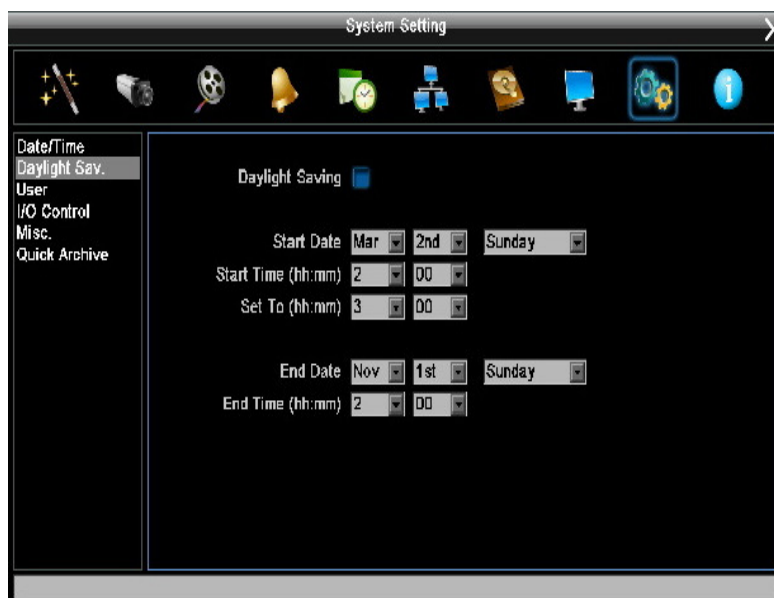 System Setting
X
Date/Time
Daylight Sav.
User
I/O Control
Misc.
Quick Archive
Daylight Saving
Start Date Mar 2nd Sunday
Start Time (hh:mm) 2 00
Set To (hh:mm) 3 00
End Date Nov 1st Sunday
End Time (hh:mm) 2 00